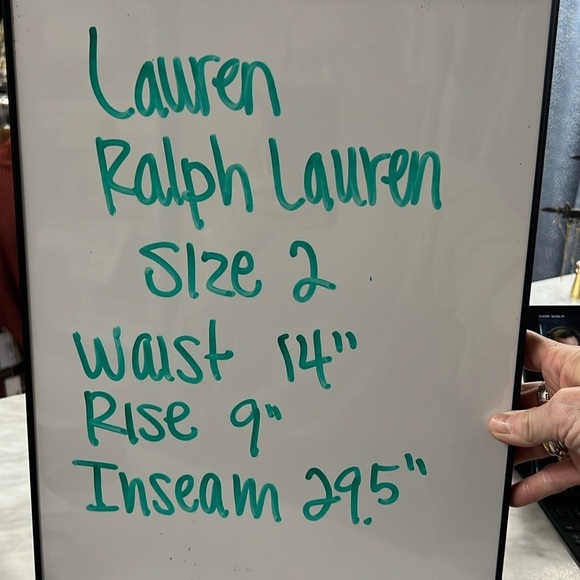 Lauren
Ralph Lauren
Size 2
Waist 14"
Rise 9"
Inseam 29.5"